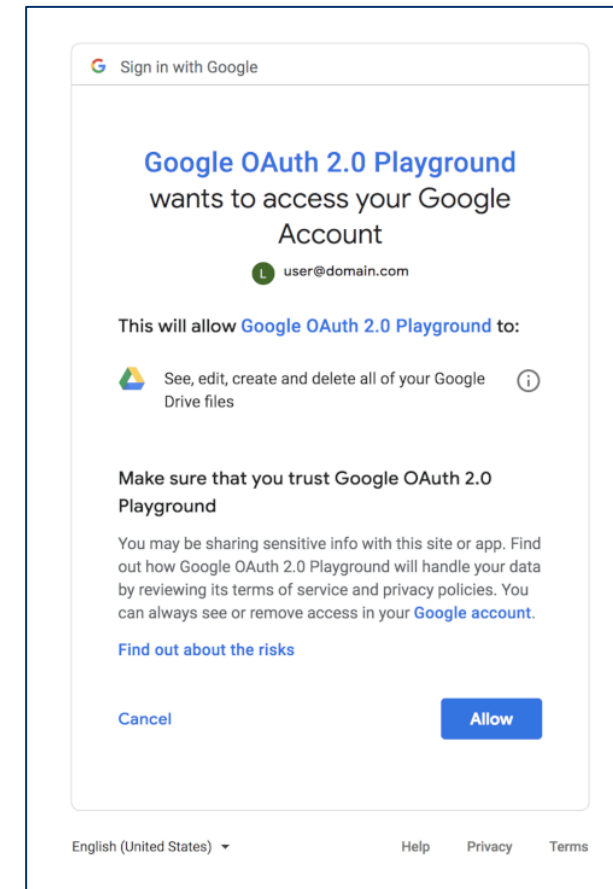 Sign in with Google
Google OAuth 2.0 Playground
wants to access your Google
Account
L user@domain.com
This will allow Google OAuth 2.0 Playground to:
See, edit, create and delete all of your Google
Drive files
Make sure that you trust Google OAuth 2.0
Playground
You may be sharing sensitive info with this site or app. Find
out how Google OAuth 2.0 Playground will handle your data
by reviewing its terms of service and privacy policies. You
can always see or remove access in your Google account.
Find out about the risks
Cancel Allow
English (United States) Help Privacy Terms